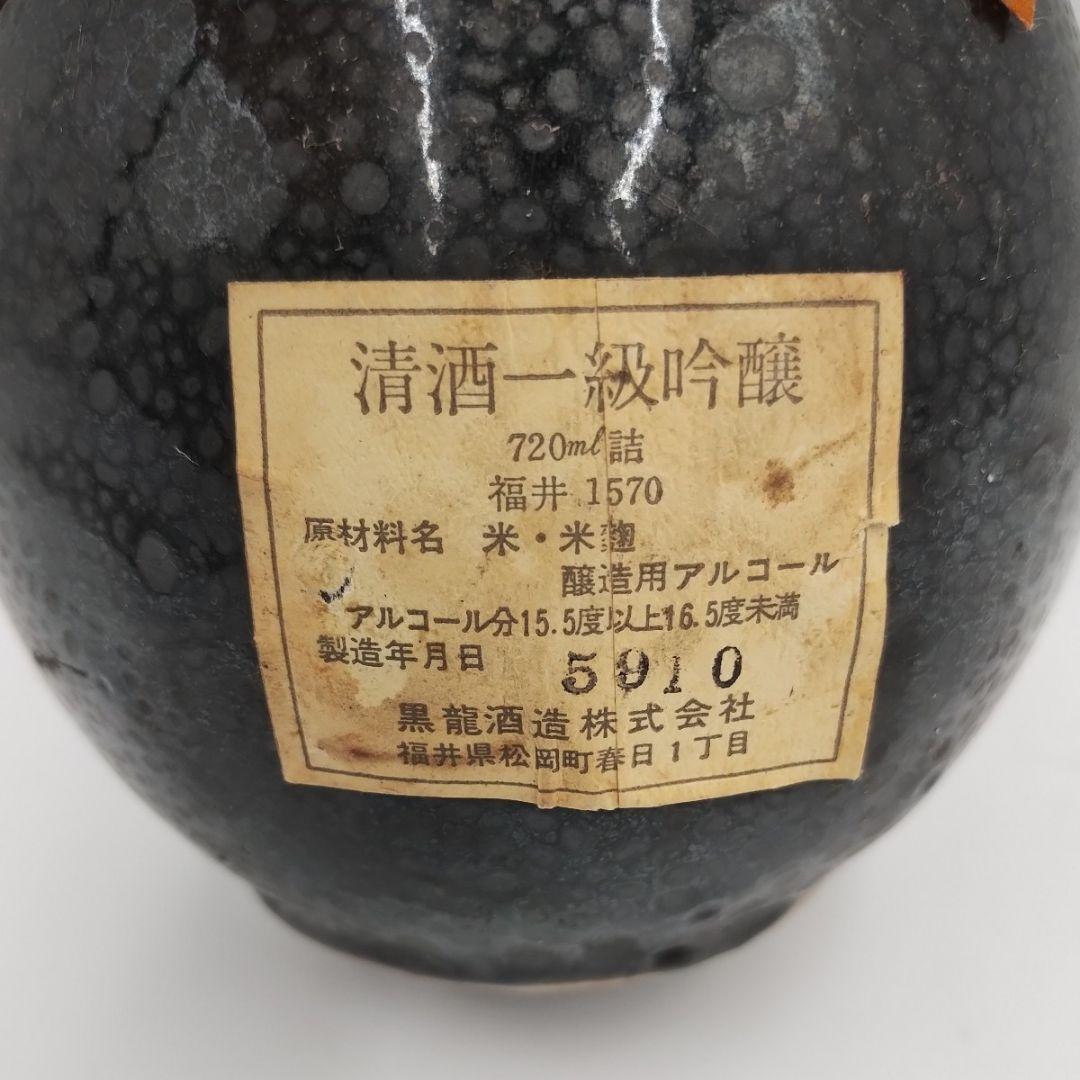 清酒一級吟醸
720ml詰
福井 1570
原材料名 米・米麹
醸造用アルコール
アルコール分15.5度以上16.5度未満
製造年月日 5910
黒龍酒造株式会社
福井県松岡町春日1丁目